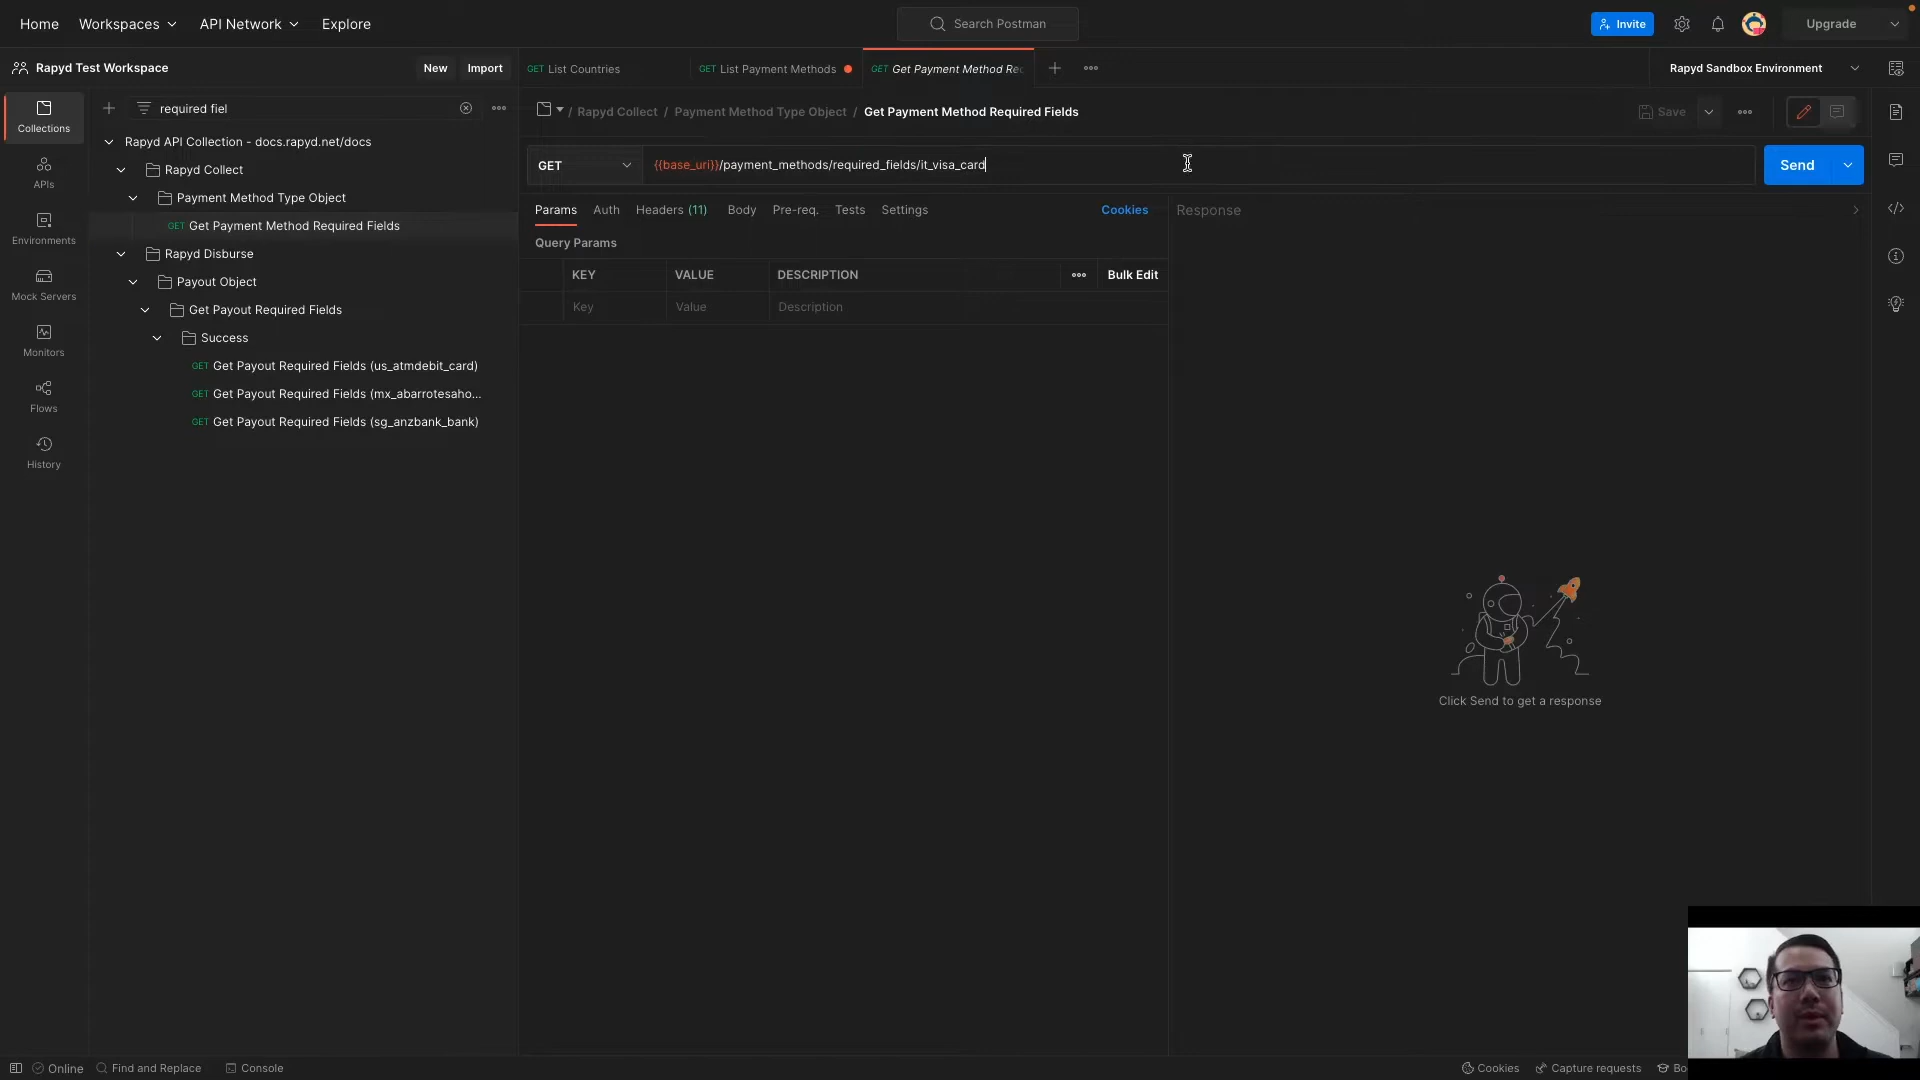 Home Workspaces API Network Explore Search Postman Invite Upgrade
Rapyd Test Workspace New Import GET List Countries GET List Payment Methods GET Get Payment Method Re Rapyd Sandbox Environment
required fiel
Rapyd Collect / Payment Method Type Object / Get Payment Method Required Fields Save
Collections
APIs
Environments
Mock Servers
Monitors
Flows
History
Rapyd API Collection - docs.rapyd.net/docs
Rapyd Collect
Payment Method Type Object
GET Get Payment Method Required Fields
Rapyd Disburse
Payout Object
Get Payout Required Fields
Success
GET Get Payout Required Fields (us_atmdebit_card)
GET Get Payout Required Fields (mx_abarrotesaho...
GET Get Payout Required Fields (sg_anzbank_bank)
GET {{base_uri}}/payment_methods/required_fields/it_visa_card Send
Params Auth Headers (11) Body Pre-req. Tests Settings Cookies
Query Params
KEY VALUE DESCRIPTION Bulk Edit
Key Value Description
Response
Click Send to get a response
Online Find and Replace Console Cookies Capture requests